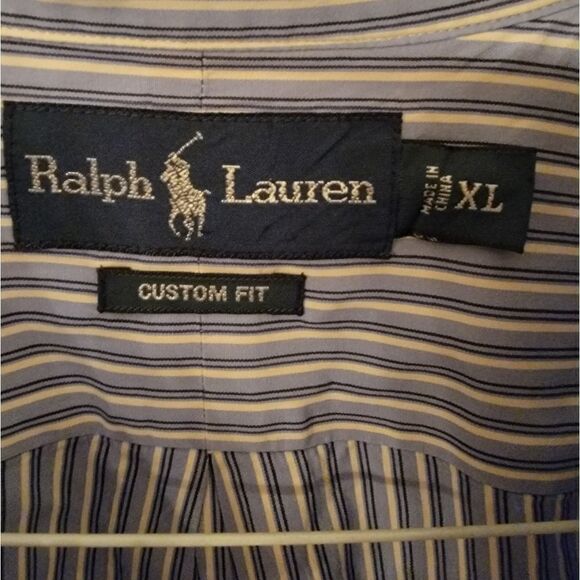 Ralph Lauren
MADE IN
CHINA
XL
CUSTOM FIT